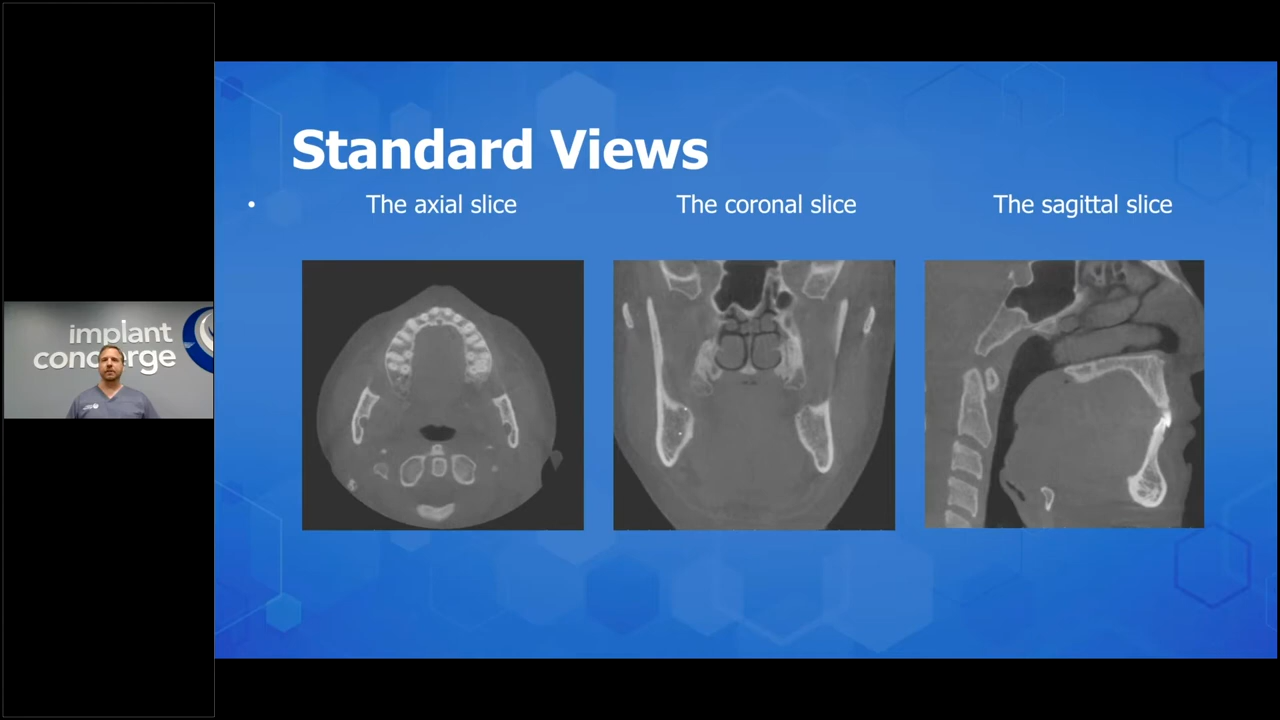 Standard Views
• The axial slice The coronal slice The sagittal slice
implant
concierge